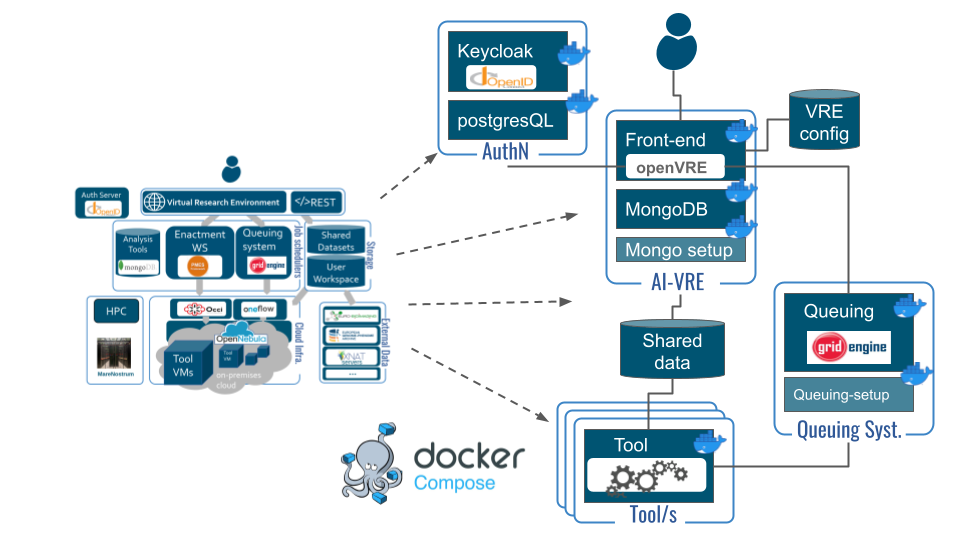 Keycloak
OpenID
postgresQL
AuthN
VRE
config
Front-end
openVRE
MongoDB
Mongo setup
AI-VRE
Shared
data
Queuing
grid engine
Queuing-setup
Queuing Syst.
Tool
Tool/s
docker
Compose
Auth Server
OpenID
Virtual Research Environment
</>REST
Analysis
Tools
mongoDB
Enactment
WS
PMES
Queuing
system
grid engine
Job schedulers
Shared
Datasets
User
Workspace
Storage
HPC
MareNostrum
Occi
oneflow
OpenNebula
Tool
VMs
Tool
VM
on-premises
cloud
Cloud Infra.
XNAT
...
External Data